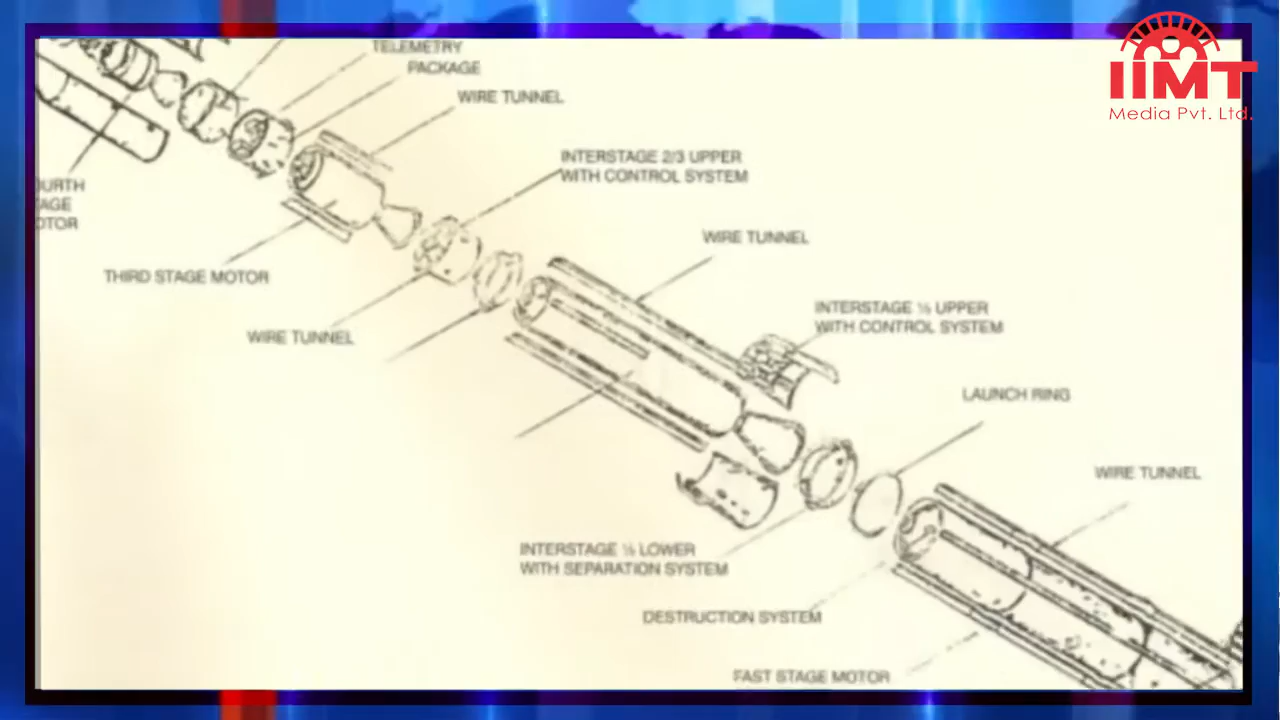 TELEMETRY
PACKAGE
WIRE TUNNEL
IIMT
Media Pvt. Ltd.
INTERSTAGE 2/3 UPPER
WITH CONTROL SYSTEM
URTH
AGE
OTOR
WIRE TUNNEL
THIRD STAGE MOTOR
INTERSTAGE ½ UPPER
WITH CONTROL SYSTEM
WIRE TUNNEL
LAUNCH RING
WIRE TUNNEL
INTERSTAGE ½ LOWER
WITH SEPARATION SYSTEM
DESTRUCTION SYSTEM
FAST STAGE MOTOR